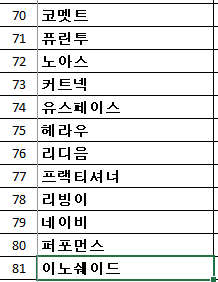 70 코멧트
71 퓨린투
72 노아스
73 커트넥
74 유스페이스
75 헤라우
76 리디음
77 프랙티셔너
78 리빙이
79 네이비
80 퍼포먼스
81 이노쉐이드